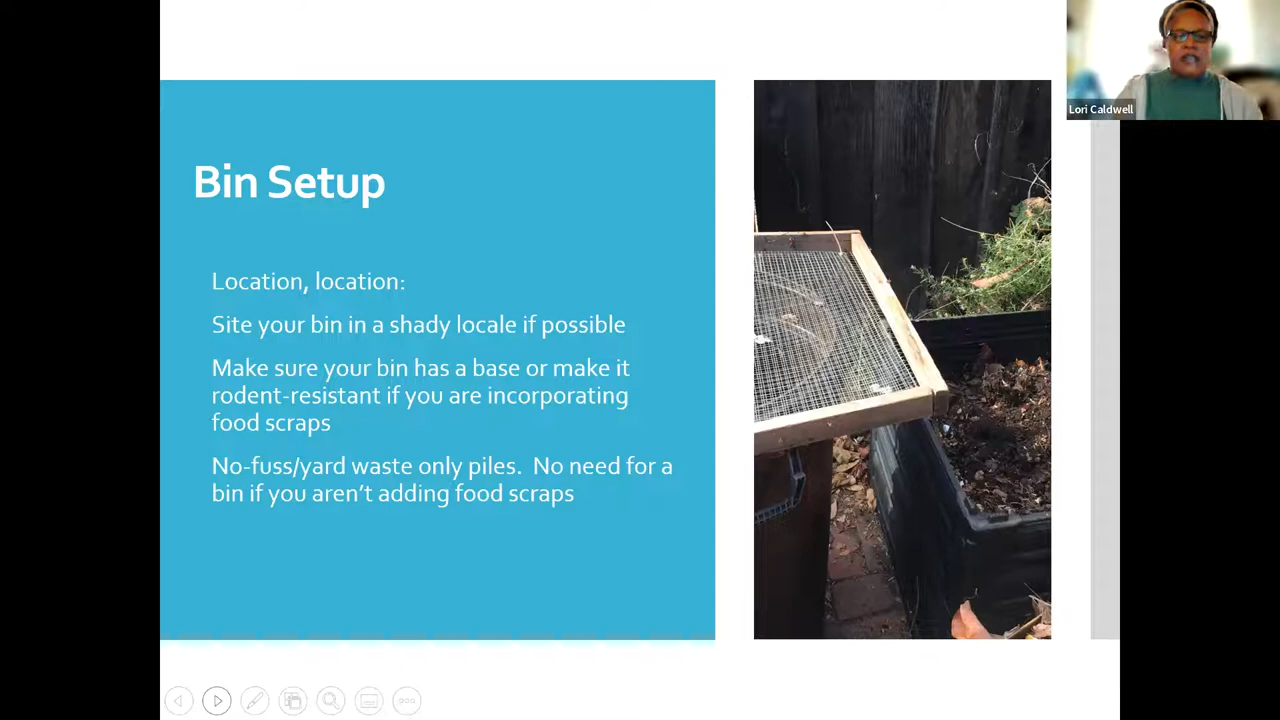 Lori Caldwell
Bin Setup
Location, location:
Site your bin in a shady locale if possible
Make sure your bin has a base or make it
rodent-resistant if you are incorporating
food scraps
No-fuss/yard waste only piles.  No need for a
bin if you aren’t adding food scraps